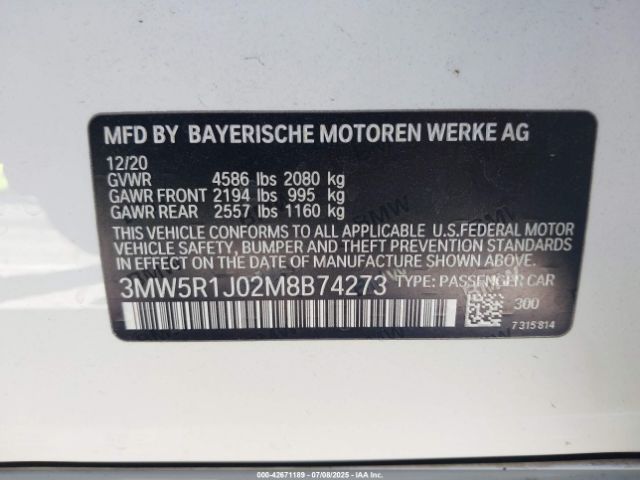 MFD BY BAYERISCHE MOTOREN WERKE AG
12/20
GVWR 4586 lbs 2080 kg
GAWR FRONT 2194 lbs 995 kg
GAWR REAR 2557 lbs 1160 kg
THIS VEHICLE CONFORMS TO ALL APPLICABLE U.S.FEDERAL MOTOR
VEHICLE SAFETY, BUMPER AND THEFT PREVENTION STANDARDS
IN EFFECT ON THE DATE OF MANUFACTURE SHOWN ABOVE.
3MW5R1J02M8B74273 TYPE: PASSENGER CAR
300
7315814
000-42671189 07/08/2025 - IAAI.COM